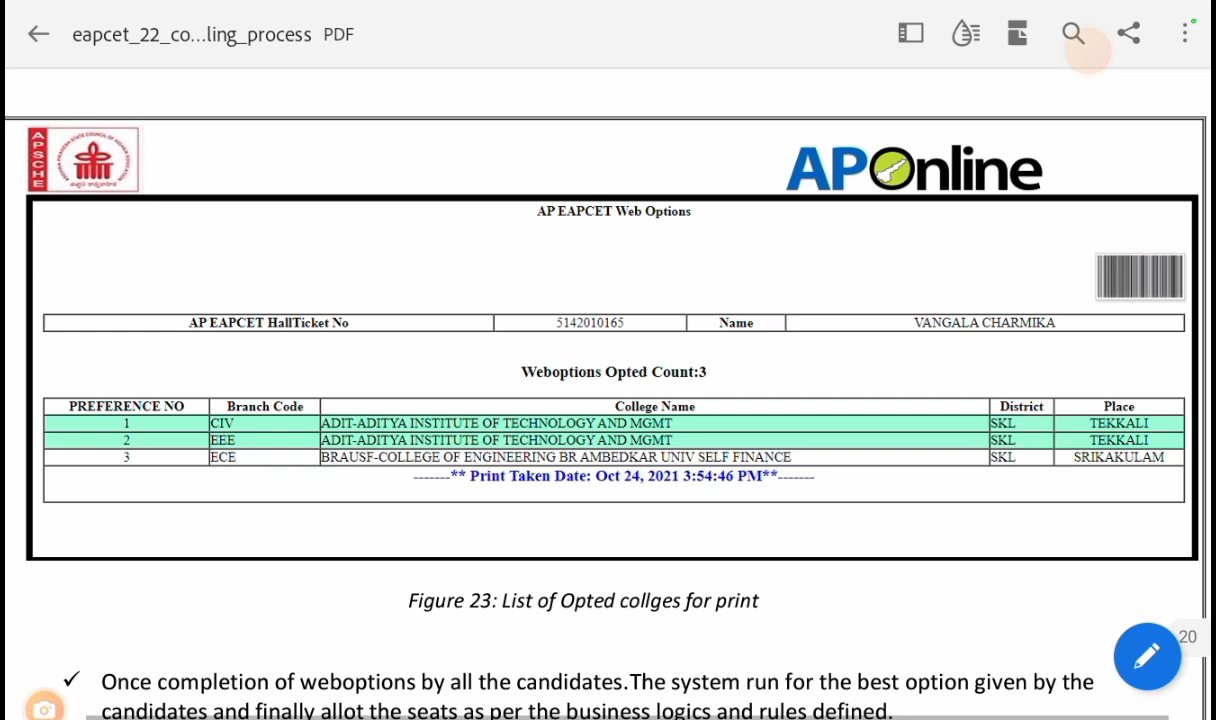 eapcet_22_co...ling_process PDF
APSCHE
APOnline
AP EAPCET Web Options
AP EAPCET HallTicket No 5142010165 Name VANGALA CHARMIKA
Weboptions Opted Count:3
PREFERENCE NO Branch Code College Name District Place
1 CIV ADIT-ADITYA INSTITUTE OF TECHNOLOGY AND MGMT SKL TEKKALI
2 EEE ADIT-ADITYA INSTITUTE OF TECHNOLOGY AND MGMT SKL TEKKALI
3 ECE BRAUSF-COLLEGE OF ENGINEERING BR AMBEDKAR UNIV SELF FINANCE SKL SRIKAKULAM
-------** Print Taken Date: Oct 24, 2021 3:54:46 PM**-------
Figure 23: List of Opted collges for print
20
✓ Once completion of weboptions by all the candidates.The system run for the best option given by the
candidates and finally allot the seats as per the business logics and rules defined.